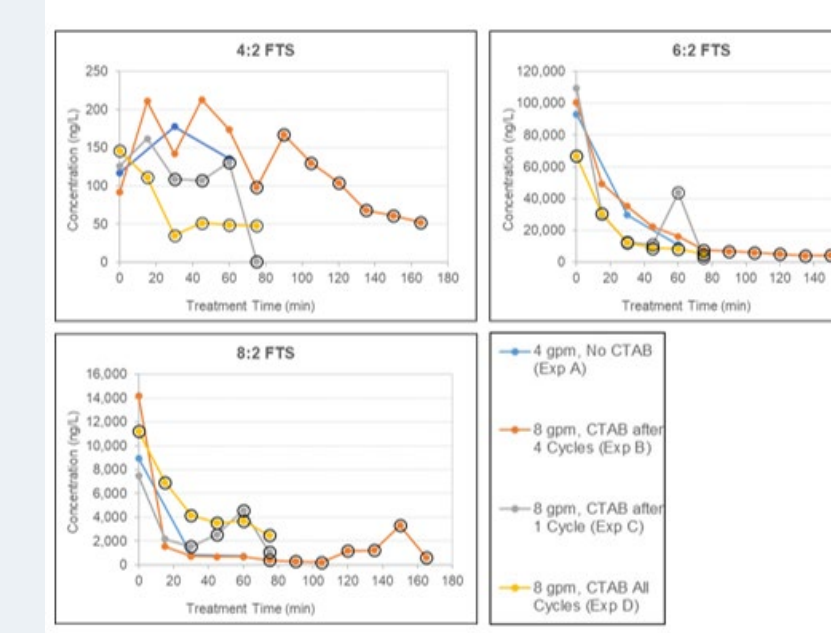 4:2 FTS
250
200
150
100
50
0
Concentration (ng/L)
0 20 40 60 80 100 120 140 160 180
Treatment Time (min)
6:2 FTS
120,000
100,000
80,000
60,000
40,000
20,000
0
Concentration (ng/L)
0 20 40 60 80 100 120 140
Treatment Time (min)
8:2 FTS
16,000
14,000
12,000
10,000
8,000
6,000
4,000
2,000
0
Concentration (ng/L)
0 20 40 60 80 100 120 140 160 180
Treatment Time (min)
4 gpm, No CTAB
(Exp A)
8 gpm, CTAB after
4 Cycles (Exp B)
8 gpm, CTAB after
1 Cycle (Exp C)
8 gpm, CTAB All
Cycles (Exp D)